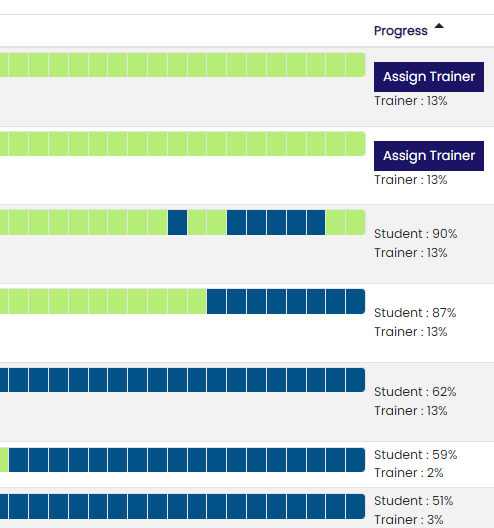 Progress
Assign Trainer
Trainer : 13%
Assign Trainer
Trainer : 13%
Student : 90%
Trainer : 13%
Student : 87%
Trainer : 13%
Student : 62%
Trainer : 13%
Student : 59%
Trainer : 2%
Student : 51%
Trainer : 3%